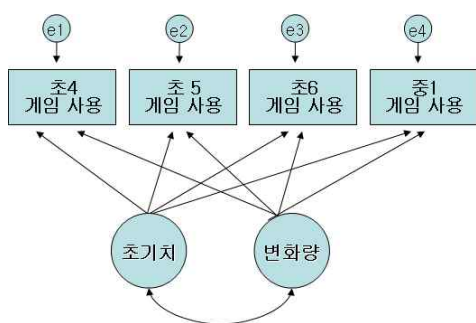 e1 e2 e3 e4
초4 초 5 초6 중1
게임 사용 게임 사용 게임 사용 게임 사용
초기치 변화량